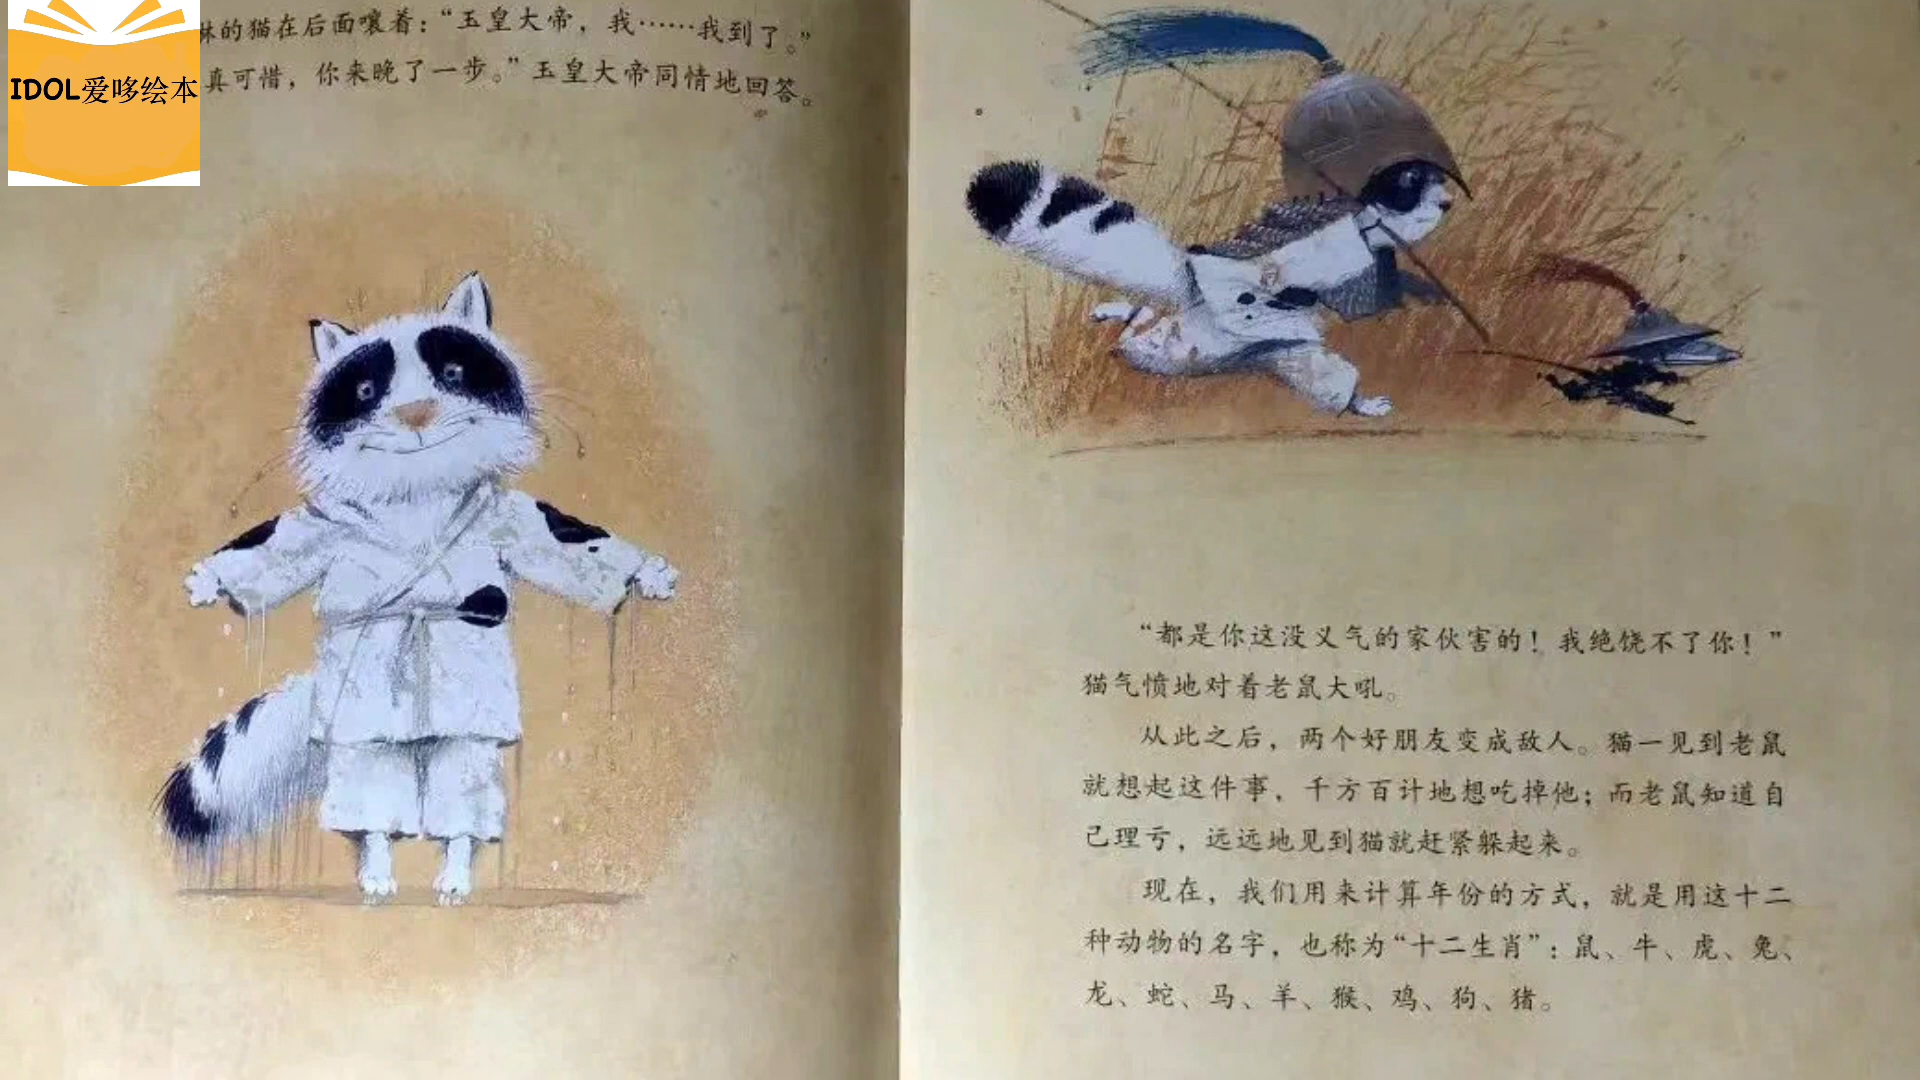 IDOL爱哆绘本
淋的猫在后面嚷着：“玉皇大帝，我……我到了。”
真可惜，你来晚了一步。”玉皇大帝同情地回答。
“都是你这没义气的家伙害的！我绝饶不了你！”
猫气愤地对着老鼠大吼。
从此之后，两个好朋友变成敌人。猫一见到老鼠
就想起这件事，千方百计地想吃掉他；而老鼠知道自
己理亏，远远地见到猫就赶紧躲起来。
现在，我们用来计算年份的方式，就是用这十二
种动物的名字，也称为“十二生肖”：鼠、牛、虎、兔、
龙、蛇、马、羊、猴、鸡、狗、猪。